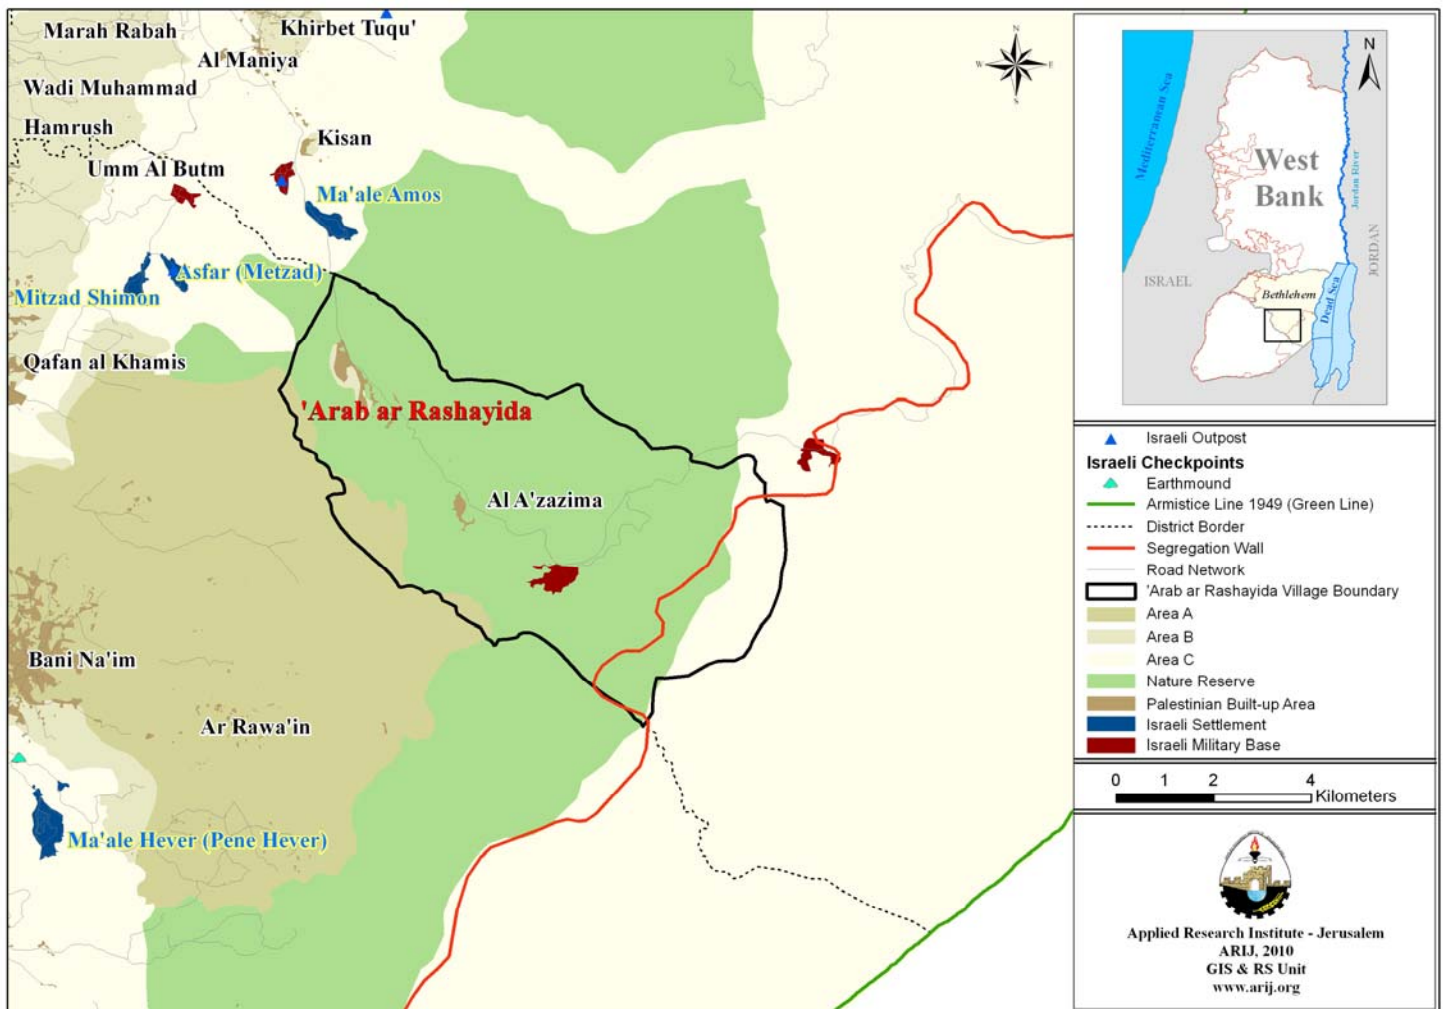 Marah Rabah
Khirbet Tuqu'
Al Maniya
Wadi Muhammad
Hamrush
Kisan
Umm Al Butm
Ma'ale Amos
Asfar (Metzad)
Mitzad Shimon
Qafan al Khamis
'Arab ar Rashayida
Al A'zazima
Bani Na'im
Ar Rawa'in
Ma'ale Hever (Pene Hever)
N
W
E
S
N
Mediterranean Sea
West
Bank
Jordan River
JORDAN
ISRAEL
Bethlehem
Dead Sea
Israeli Outpost
Israeli Checkpoints
Earthmound
Armistice Line 1949 (Green Line)
District Border
Segregation Wall
Road Network
'Arab ar Rashayida Village Boundary
Area A
Area B
Area C
Nature Reserve
Palestinian Built-up Area
Israeli Settlement
Israeli Military Base
0 1 2 4
Kilometers
Applied Research Institute - Jerusalem
ARIJ, 2010
GIS & RS Unit
www.arij.org